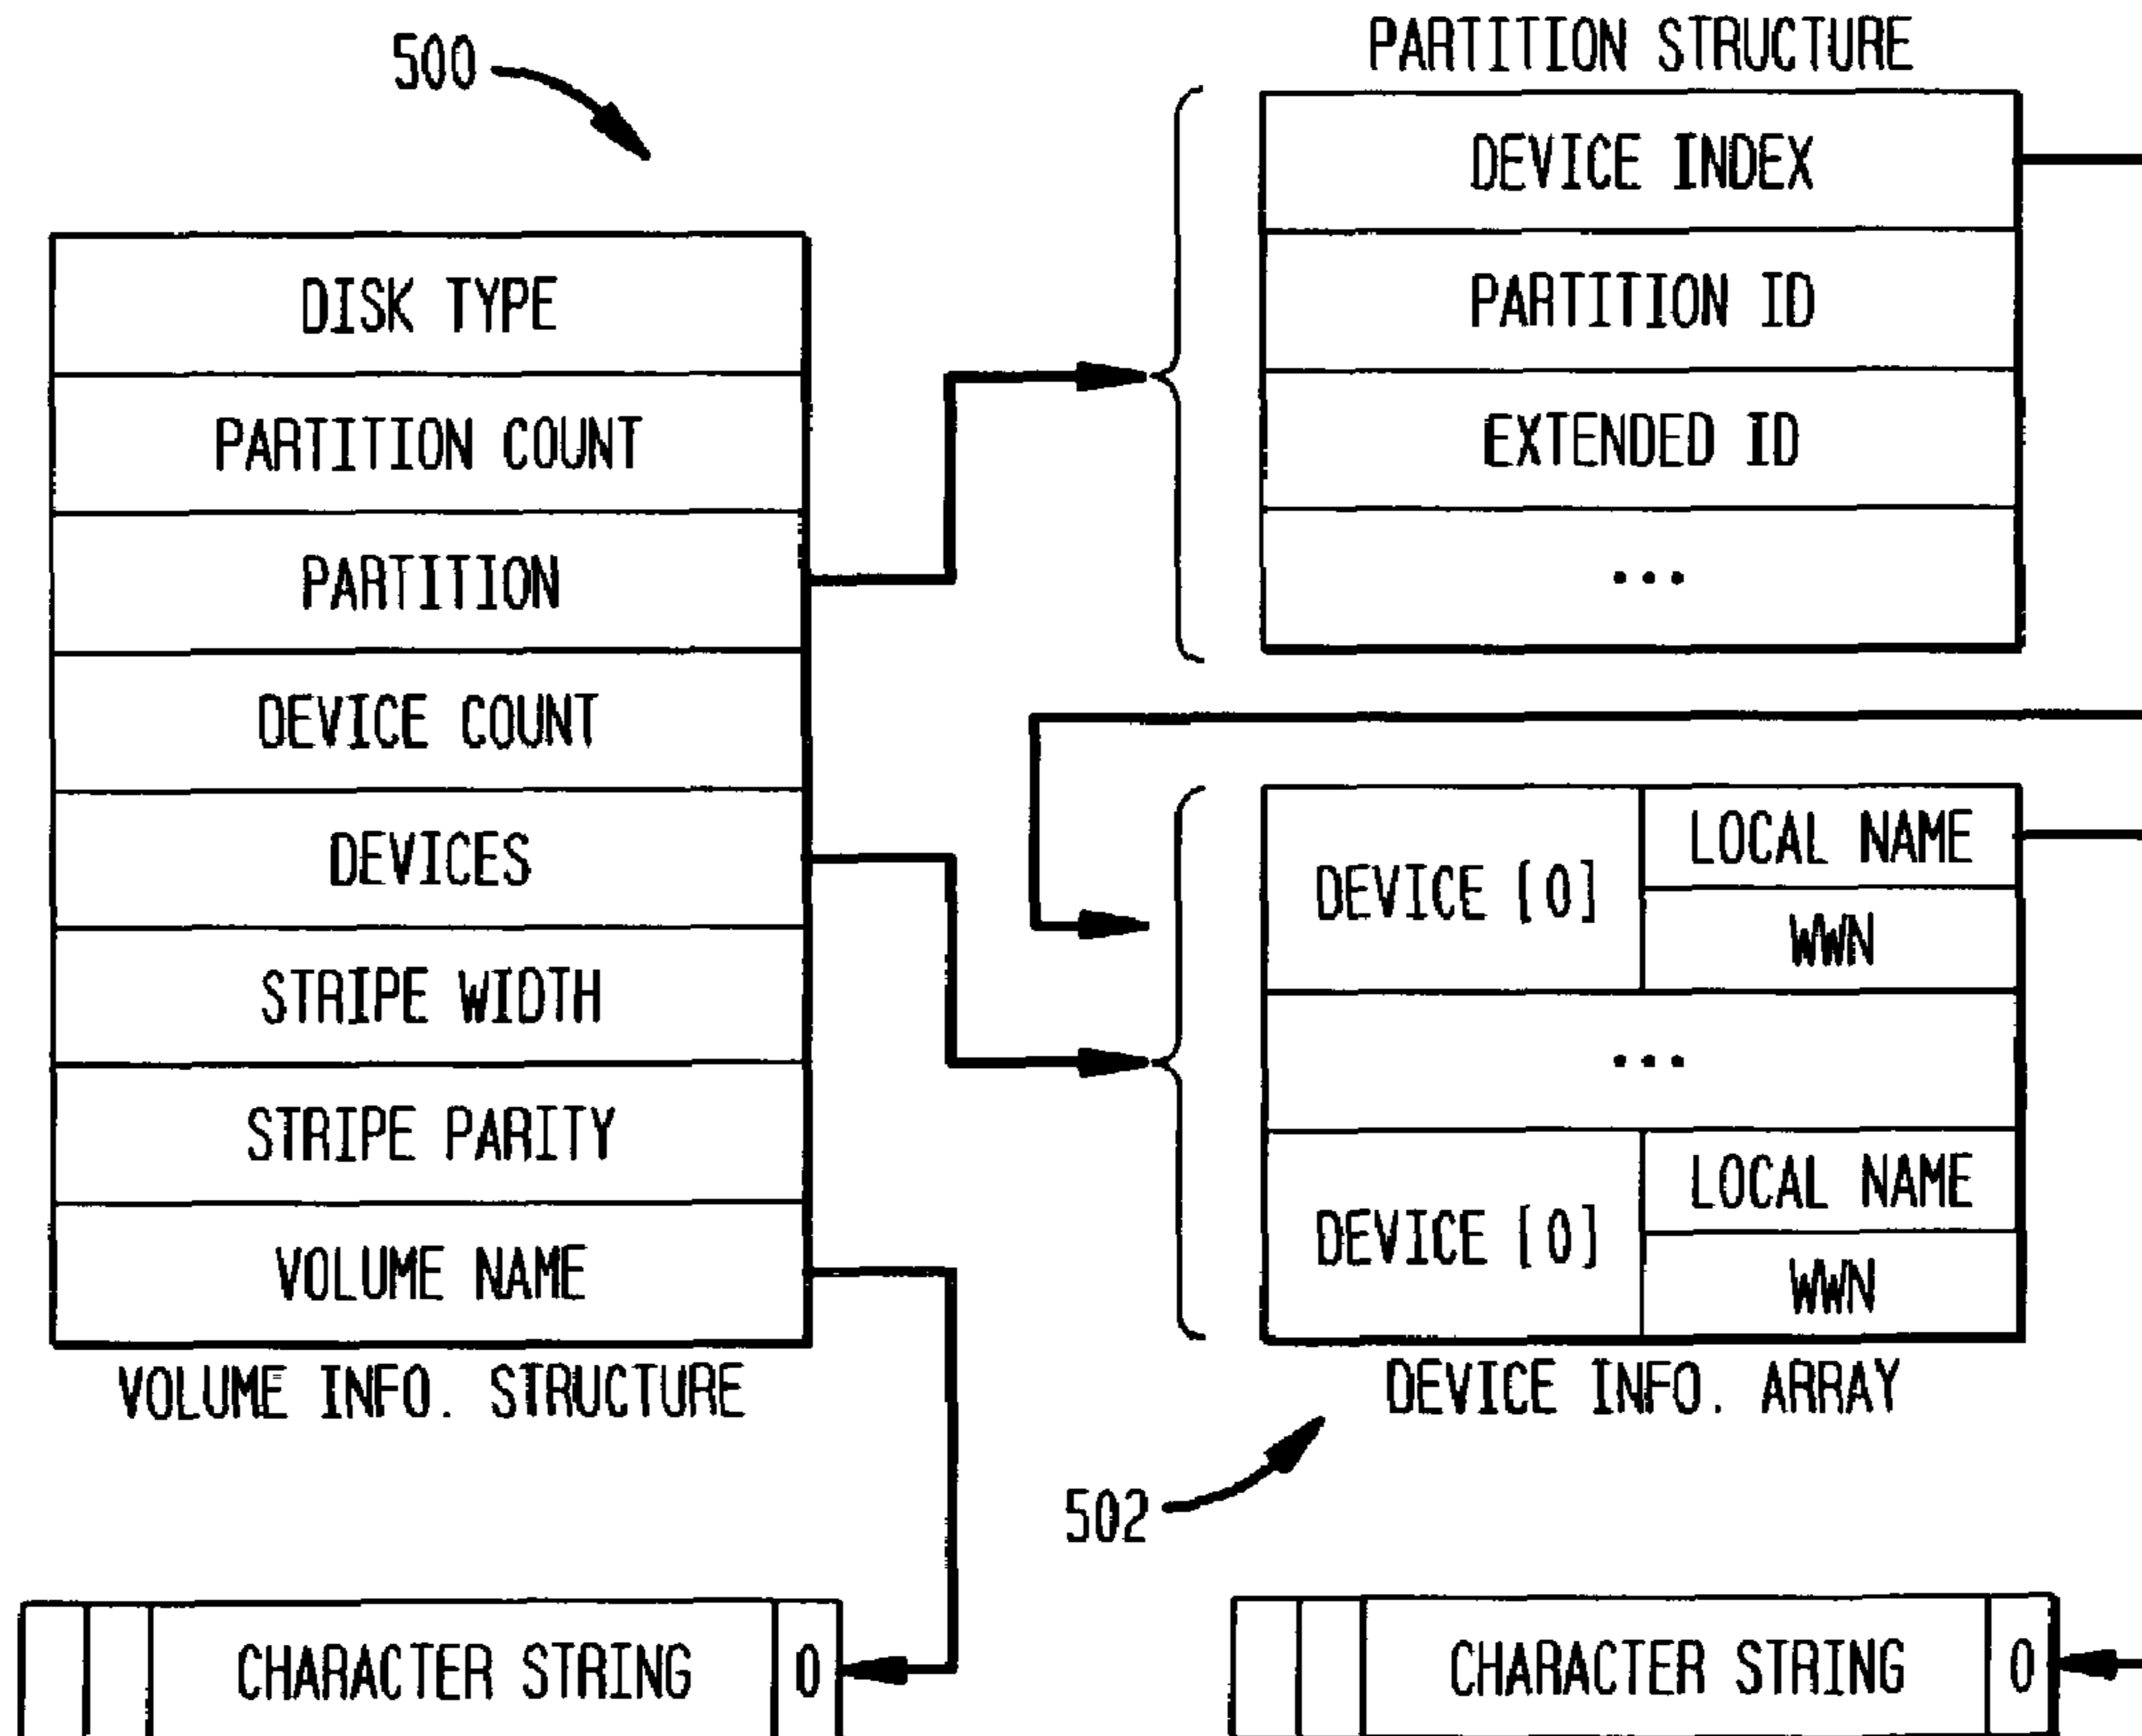 500
DISK TYPE
PARTITION COUNT
PARTITION
DEVICE COUNT
DEVICES
STRIPE WIDTH
STRIPE PARITY
VOLUME NAME
VOLUME INFO. STRUCTURE
CHARACTER STRING 0
PARTITION STRUCTURE
DEVICE INDEX
PARTITION ID
EXTENDED ID
...
DEVICE [0]
LOCAL NAME
WWN
...
DEVICE [0]
LOCAL NAME
WWN
DEVICE INFO. ARRAY
502
CHARACTER STRING 0